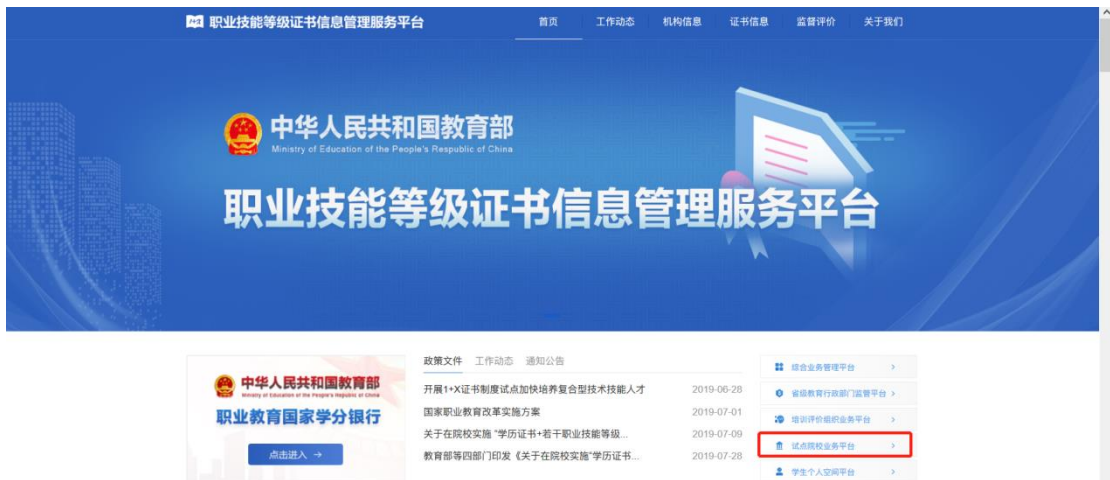 职业技能等级证书信息管理服务平台
首页 工作动态 机构信息 证书信息 监督评价 关于我们
中华人民共和国教育部
Ministry of Education of the People's Respublic of China
职业技能等级证书信息管理服务平台
中华人民共和国教育部
Ministry of Education of the People's Respublic of China
职业教育国家学分银行
点击进入 →
政策文件 工作动态 通知公告
开展1+X证书制度试点加快培养复合型技术技能人才 2019-06-28
国家职业教育改革实施方案 2019-07-01
关于在院校实施 “学历证书+若干职业技能等级... 2019-07-09
教育部等四部门印发《关于在院校实施“学历证书... 2019-07-28
综合业务管理平台 >
省级教育行政部门监管平台 >
培训评价组织业务平台 >
试点院校业务平台 >
学生个人空间平台 >